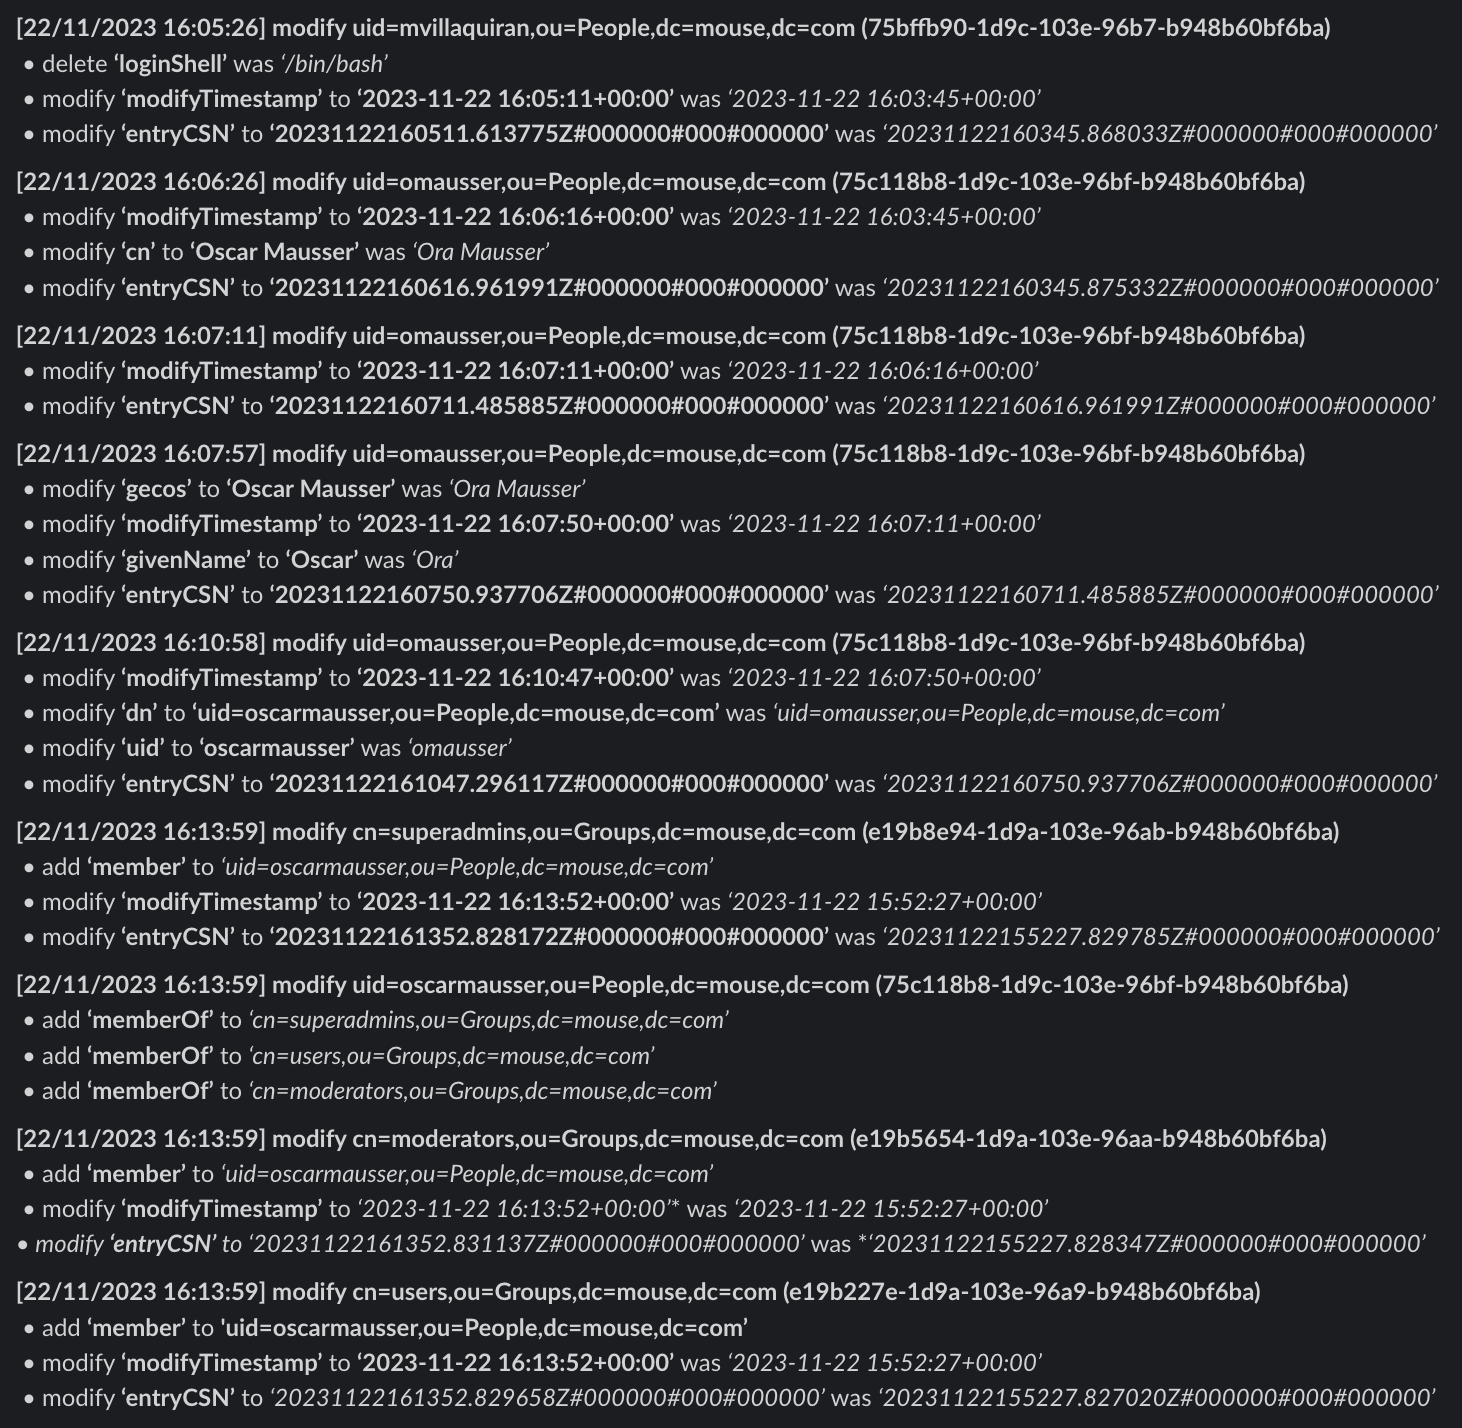 [22/11/2023 16:05:26] modify uid=mvillaquiran,ou=People,dc=mouse,dc=com (75bffb90-1d9c-103e-96b7-b948b60bf6ba)
• delete ‘loginShell’ was ‘/bin/bash’
• modify ‘modifyTimestamp’ to ‘2023-11-22 16:05:11+00:00’ was ‘2023-11-22 16:03:45+00:00’
• modify ‘entryCSN’ to ‘20231122160511.613775Z#000000#000#000000’ was ‘20231122160345.868033Z#000000#000#000000’
[22/11/2023 16:06:26] modify uid=omausser,ou=People,dc=mouse,dc=com (75c118b8-1d9c-103e-96bf-b948b60bf6ba)
• modify ‘modifyTimestamp’ to ‘2023-11-22 16:06:16+00:00’ was ‘2023-11-22 16:03:45+00:00’
• modify ‘cn’ to ‘Oscar Mausser’ was ‘Ora Mausser’
• modify ‘entryCSN’ to ‘20231122160616.961991Z#000000#000#000000’ was ‘20231122160345.875332Z#000000#000#000000’
[22/11/2023 16:07:11] modify uid=omausser,ou=People,dc=mouse,dc=com (75c118b8-1d9c-103e-96bf-b948b60bf6ba)
• modify ‘modifyTimestamp’ to ‘2023-11-22 16:07:11+00:00’ was ‘2023-11-22 16:06:16+00:00’
• modify ‘entryCSN’ to ‘20231122160711.485885Z#000000#000#000000’ was ‘20231122160616.961991Z#000000#000#000000’
[22/11/2023 16:07:57] modify uid=omausser,ou=People,dc=mouse,dc=com (75c118b8-1d9c-103e-96bf-b948b60bf6ba)
• modify ‘gecos’ to ‘Oscar Mausser’ was ‘Ora Mausser’
• modify ‘modifyTimestamp’ to ‘2023-11-22 16:07:50+00:00’ was ‘2023-11-22 16:07:11+00:00’
• modify ‘givenName’ to ‘Oscar’ was ‘Ora’
• modify ‘entryCSN’ to ‘20231122160750.937706Z#000000#000#000000’ was ‘20231122160711.485885Z#000000#000#000000’
[22/11/2023 16:10:58] modify uid=omausser,ou=People,dc=mouse,dc=com (75c118b8-1d9c-103e-96bf-b948b60bf6ba)
• modify ‘modifyTimestamp’ to ‘2023-11-22 16:10:47+00:00’ was ‘2023-11-22 16:07:50+00:00’
• modify ‘dn’ to ‘uid=oscarmausser,ou=People,dc=mouse,dc=com’ was ‘uid=omausser,ou=People,dc=mouse,dc=com’
• modify ‘uid’ to ‘oscarmausser’ was ‘omausser’
• modify ‘entryCSN’ to ‘20231122161047.296117Z#000000#000#000000’ was ‘20231122160750.937706Z#000000#000#000000’
[22/11/2023 16:13:59] modify cn=superadmins,ou=Groups,dc=mouse,dc=com (e19b8e94-1d9a-103e-96ab-b948b60bf6ba)
• add ‘member’ to ‘uid=oscarmausser,ou=People,dc=mouse,dc=com’
• modify ‘modifyTimestamp’ to ‘2023-11-22 16:13:52+00:00’ was ‘2023-11-22 15:52:27+00:00’
• modify ‘entryCSN’ to ‘20231122161352.828172Z#000000#000#000000’ was ‘20231122155227.829785Z#000000#000#000000’
[22/11/2023 16:13:59] modify uid=oscarmausser,ou=People,dc=mouse,dc=com (75c118b8-1d9c-103e-96bf-b948b60bf6ba)
• add ‘memberOf’ to ‘cn=superadmins,ou=Groups,dc=mouse,dc=com’
• add ‘memberOf’ to ‘cn=users,ou=Groups,dc=mouse,dc=com’
• add ‘memberOf’ to ‘cn=moderators,ou=Groups,dc=mouse,dc=com’
[22/11/2023 16:13:59] modify cn=moderators,ou=Groups,dc=mouse,dc=com (e19b5654-1d9a-103e-96aa-b948b60bf6ba)
• add ‘member’ to ‘uid=oscarmausser,ou=People,dc=mouse,dc=com’
• modify ‘modifyTimestamp’ to ‘2023-11-22 16:13:52+00:00’* was ‘2023-11-22 15:52:27+00:00’
• modify ‘entryCSN’ to ‘20231122161352.831137Z#000000#000#000000’ was *‘20231122155227.828347Z#000000#000#000000’
[22/11/2023 16:13:59] modify cn=users,ou=Groups,dc=mouse,dc=com (e19b227e-1d9a-103e-96a9-b948b60bf6ba)
• add ‘member’ to 'uid=oscarmausser,ou=People,dc=mouse,dc=com’
• modify ‘modifyTimestamp’ to ‘2023-11-22 16:13:52+00:00’ was ‘2023-11-22 15:52:27+00:00’
• modify ‘entryCSN’ to ‘20231122161352.829658Z#000000#000#000000’ was ‘20231122155227.827020Z#000000#000#000000’